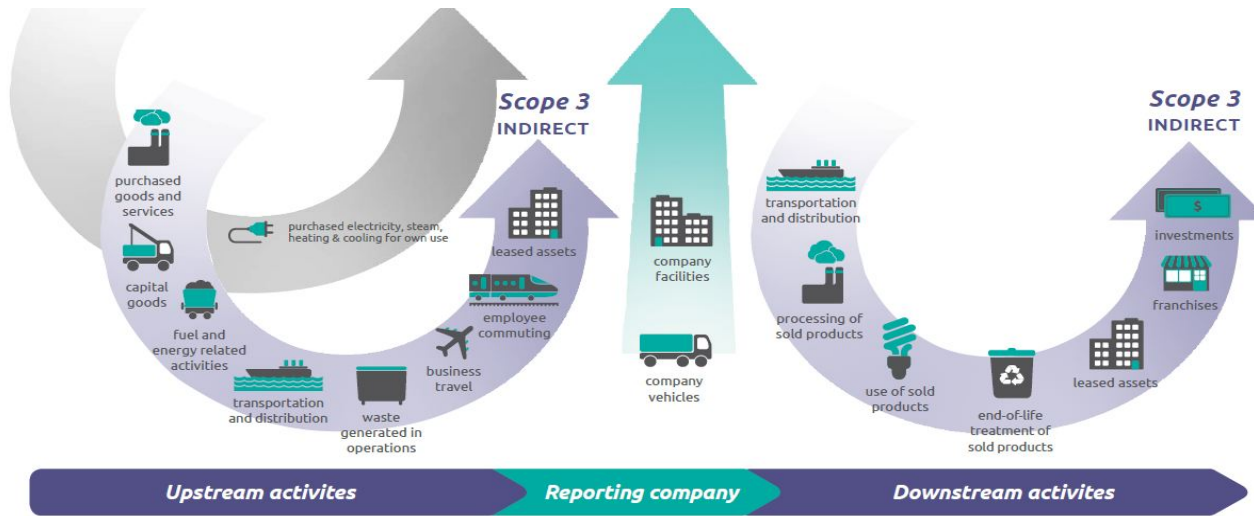 Scope 3
INDIRECT
purchased
goods and
services
capital
goods
fuel and
energy related
activities
transportation
and distribution
waste
generated in
operations
business
travel
employee
commuting
leased assets
purchased electricity, steam,
heating & cooling for own use
company
facilities
company
vehicles
Scope 3
INDIRECT
transportation
and distribution
processing of
sold products
use of sold
products
end-of-life
treatment of
sold products
leased assets
franchises
$
investments
Upstream activites
Reporting company
Downstream activites